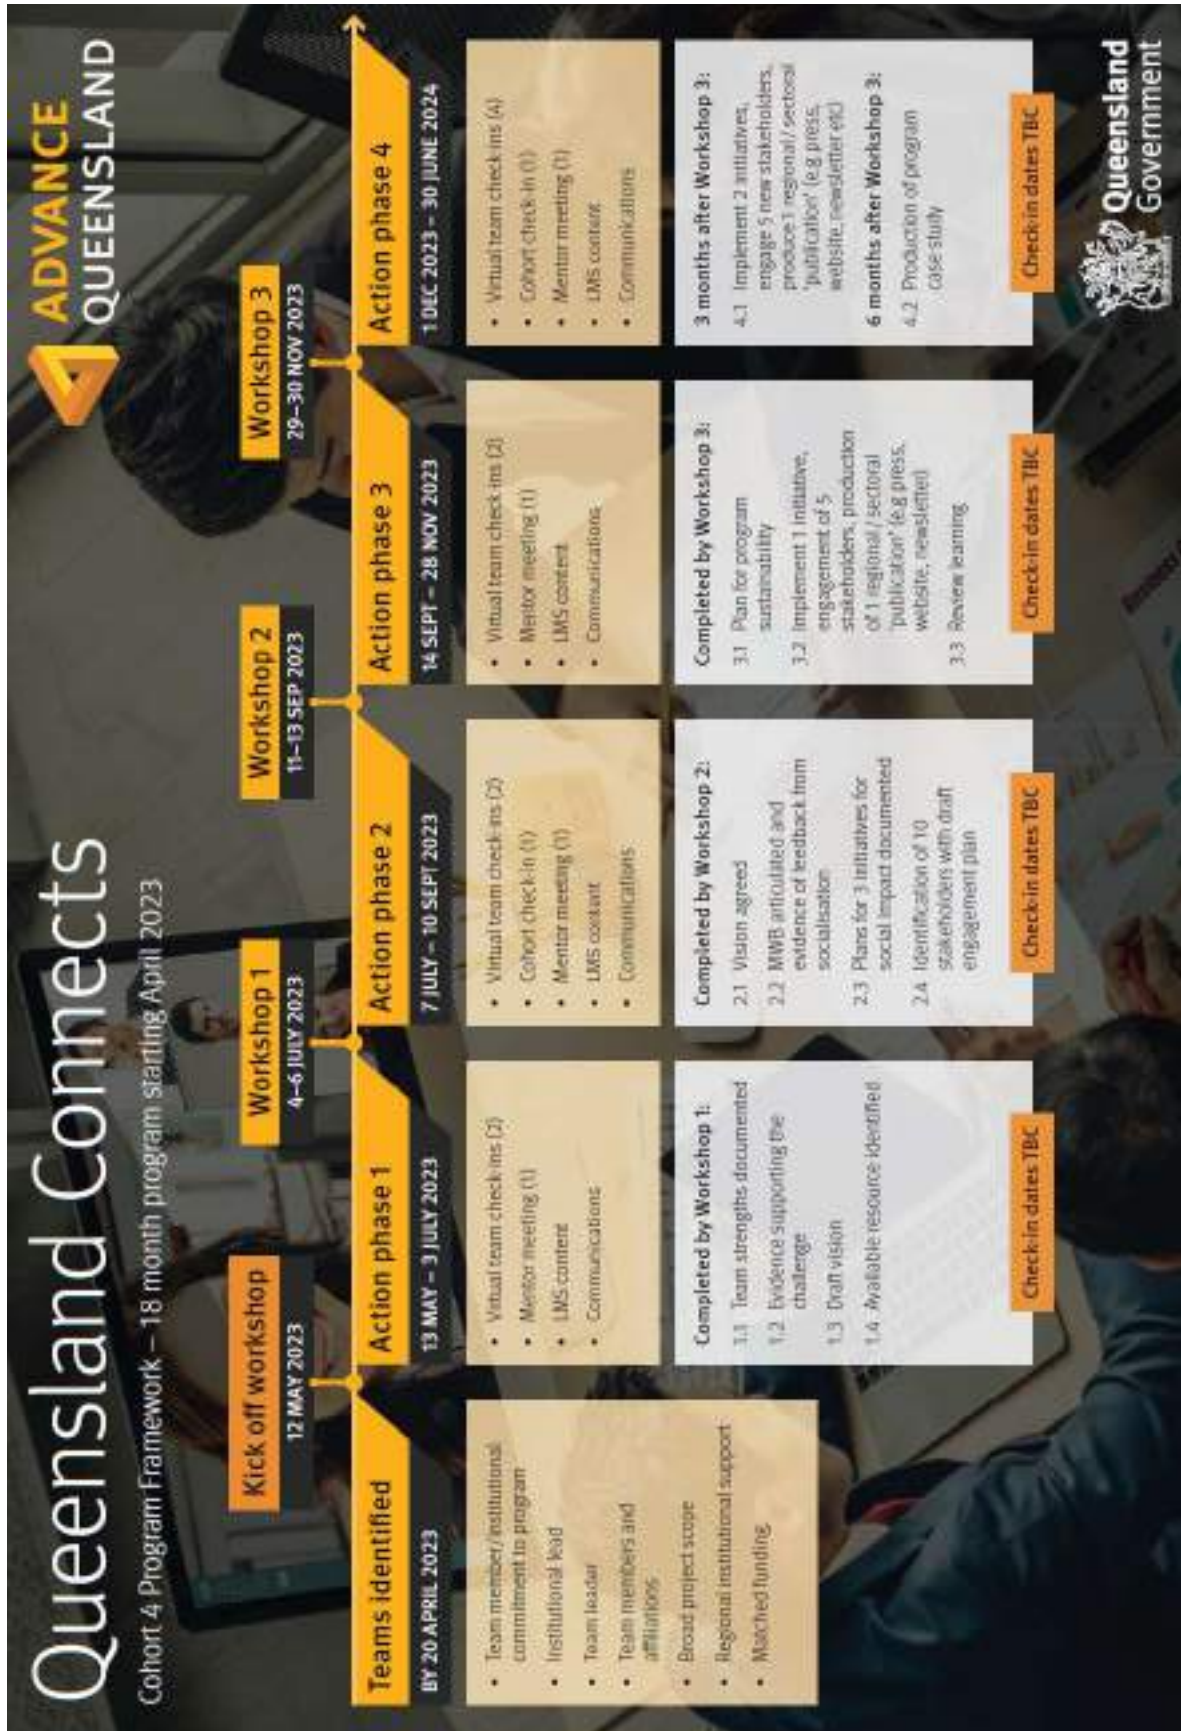 Queensland Connects
Cohort 4 Program Framework – 18 month program starting April 2023
ADVANCE
QUEENSLAND
Kick off workshop
12 MAY 2023
Workshop 1
4–6 JULY 2023
Workshop 2
11–13 SEP 2023
Workshop 3
29–30 NOV 2023
Teams identified
BY 20 APRIL 2023
• Team member/institutional
commitment to program
• Institutional lead
• Team leader
• Team members and
affiliations
• Broad project scope
• Regional institutional support
• Matched funding.
Action phase 1
13 MAY – 3 JULY 2023
• Virtual team check-ins (2)
• Mentor meeting (1)
• LMS content
• Communications
Completed by Workshop 1:
1.1 Team strengths documented
1.2 Evidence supporting the
challenge
1.3 Draft vision
1.4 Available resource identified
Check-in dates TBC
Action phase 2
7 JULY – 10 SEPT 2023
• Virtual team check-ins (2)
• Cohort check-in (1)
• Mentor meeting (1)
• LMS content
• Communications
Completed by Workshop 2:
2.1 Vision agreed
2.2 MWB articulated and
evidence of feedback from
socialisation
2.3 Plans for 3 initiatives for
social impact documented
2.4 Identification of 10
stakeholders with draft
engagement plan
Check-in dates TBC
Action phase 3
14 SEPT – 28 NOV 2023
• Virtual team check-ins (2)
• Mentor meeting (1)
• LMS content
• Communications
Completed by Workshop 3:
3.1 Plan for program
sustainability
3.2 Implement 1 initiative,
engagement of 5
stakeholders, production
of 1 regional/sectoral
'publication' (e.g press,
website, newsletter)
3.3 Review learning
Check-in dates TBC
Action phase 4
1 DEC 2023 – 30 JUNE 2024
• Virtual team check-ins (4)
• Cohort check-in (1)
• Mentor meeting (1)
• LMS content
• Communications
3 months after Workshop 3:
4.1 Implement 2 initiatives,
engage 5 new stakeholders,
produce 1 regional/sectoral
'publication' (e.g press,
website, newsletter etc)
6 months after Workshop 3:
4.2 Production of program
case study
Check-in dates TBC
Queensland
Government